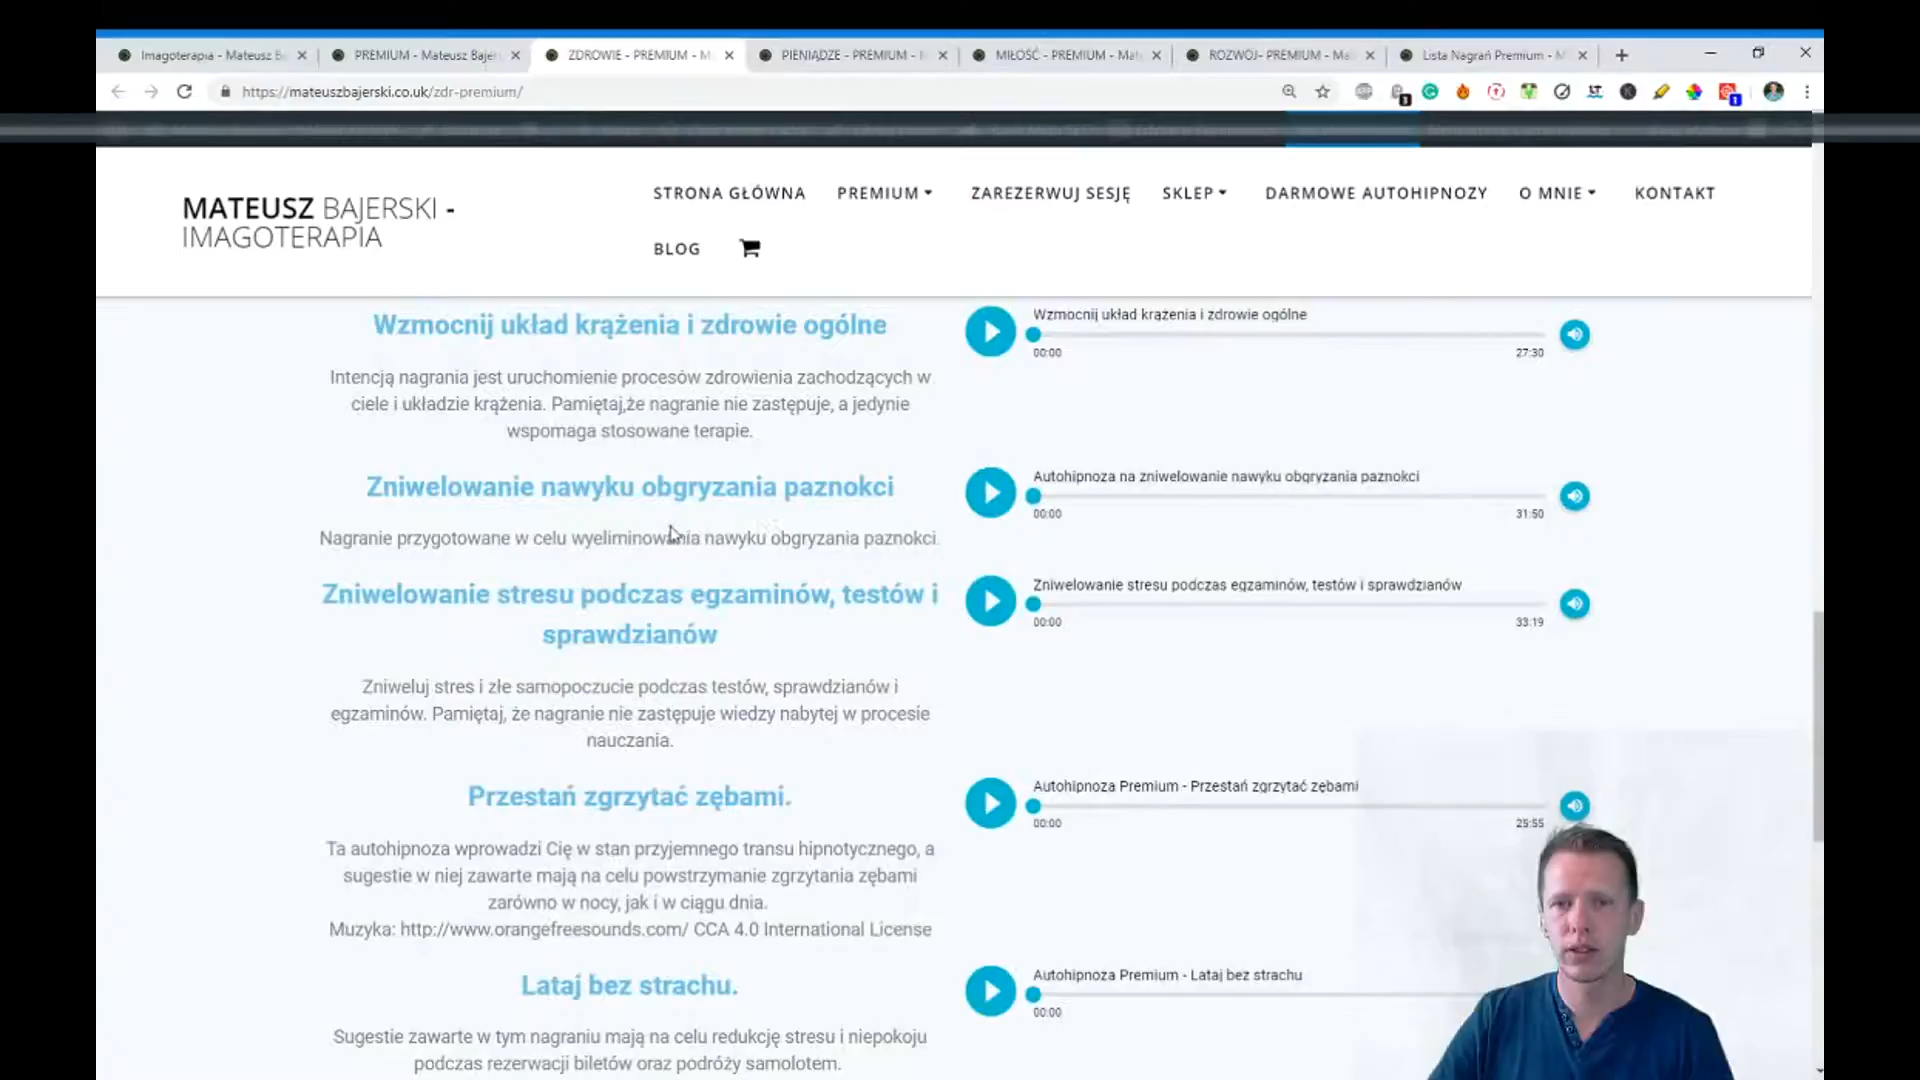 Imagoterapia - Mateusz B
PREMIUM - Mateusz Bajer
ZDROWIE - PREMIUM - M
PIENIĄDZE - PREMIUM -
MIŁOŚĆ - PREMIUM - Mat
ROZWÓJ- PREMIUM - Ma
Lista Nagrań Premium - M
https://mateuszbajerski.co.uk/zdr-premium/
MATEUSZ BAJERSKI -
IMAGOTERAPIA
STRONA GŁÓWNA
PREMIUM
ZAREZERWUJ SESJĘ
SKLEP
DARMOWE AUTOHIPNOZY
O MNIE
KONTAKT
BLOG
Wzmocnij układ krążenia i zdrowie ogólne
Intencją nagrania jest uruchomienie procesów zdrowienia zachodzących w
ciele i układzie krążenia. Pamiętaj,że nagranie nie zastępuje, a jedynie
wspomaga stosowane terapie.
Wzmocnij układ krążenia i zdrowie ogólne
00:00
27:30
Zniwelowanie nawyku obgryzania paznokci
Nagranie przygotowane w celu wyeliminowania nawyku obgryzania paznokci.
Autohipnoza na zniwelowanie nawyku obgryzania paznokci
00:00
31:50
Zniwelowanie stresu podczas egzaminów, testów i
sprawdzianów
Zniweluj stres i złe samopoczucie podczas testów, sprawdzianów i
egzaminów. Pamiętaj, że nagranie nie zastępuje wiedzy nabytej w procesie
nauczania.
Zniwelowanie stresu podczas egzaminów, testów i sprawdzianów
00:00
33:19
Przestań zgrzytać zębami.
Ta autohipnoza wprowadzi Cię w stan przyjemnego transu hipnotycznego, a
sugestie w niej zawarte mają na celu powstrzymanie zgrzytania zębami
zarówno w nocy, jak i w ciągu dnia.
Muzyka: http://www.orangefreesounds.com/ CCA 4.0 International License
Autohipnoza Premium - Przestań zgrzytać zębami
00:00
25:55
Lataj bez strachu.
Sugestie zawarte w tym nagraniu mają na celu redukcję stresu i niepokoju
podczas rezerwacji biletów oraz podróży samolotem.
Autohipnoza Premium - Lataj bez strachu
00:00